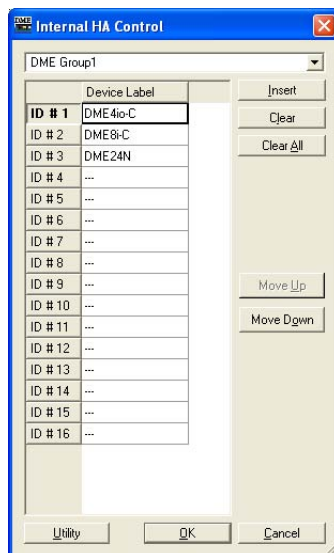 DME Internal HA Control
DME Group1
Device Label
Insert
ID # 1 DME4io-C
Clear
ID # 2 DME8i-C
Clear All
ID # 3 DME24N
ID # 4 ---
ID # 5 ---
ID # 6 ---
ID # 7 ---
ID # 8 ---
ID # 9 ---
Move Up
ID # 10 ---
Move Down
ID # 11 ---
ID # 12 ---
ID # 13 ---
ID # 14 ---
ID # 15 ---
ID # 16 ---
Utility OK Cancel